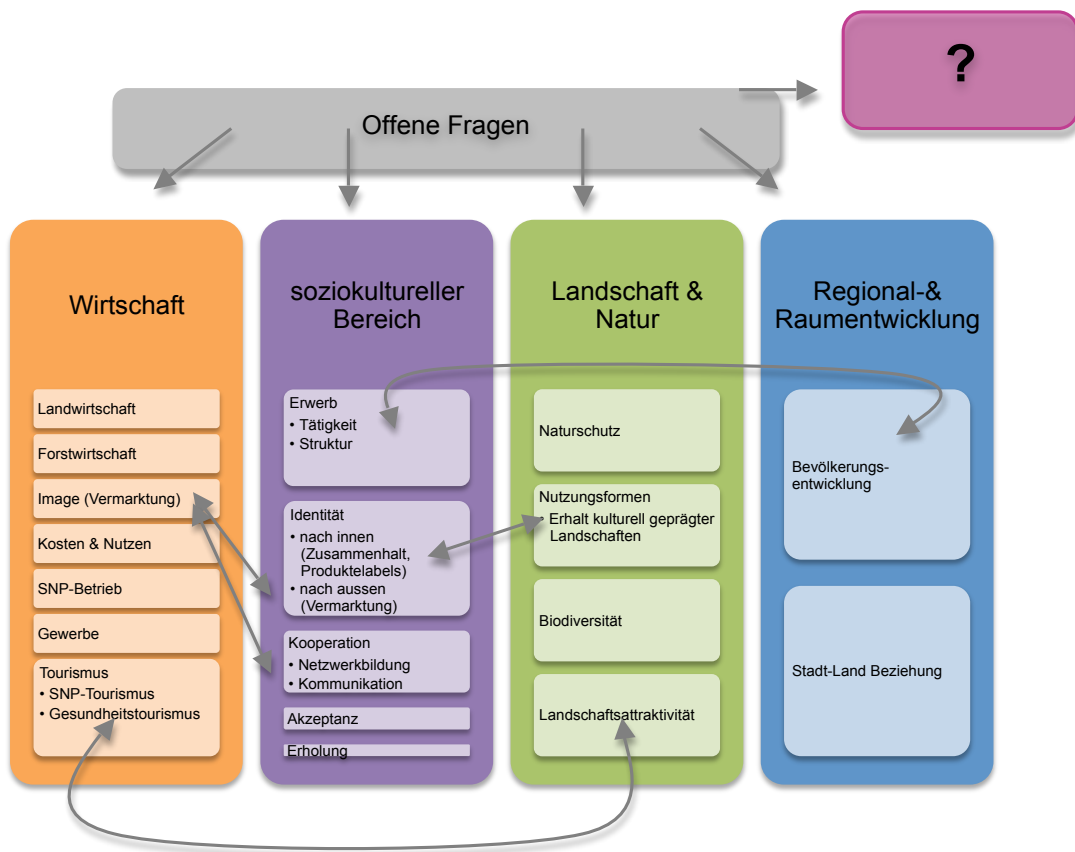 ?
Offene Fragen
Wirtschaft
Landwirtschaft
Forstwirtschaft
Image (Vermarktung)
Kosten & Nutzen
SNP-Betrieb
Gewerbe
Tourismus
• SNP-Tourismus
• Gesundheitstourismus
soziokultureller
Bereich
Erwerb
• Tätigkeit
• Struktur
Identität
• nach innen
(Zusammenhalt,
Produktelabels)
• nach aussen
(Vermarktung)
Kooperation
• Netzwerkbildung
• Kommunikation
Akzeptanz
Erholung
Landschaft &
Natur
Naturschutz
Nutzungsformen
• Erhalt kulturell geprägter
Landschaften
Biodiversität
Landschaftsattraktivität
Regional-&
Raumentwicklung
Bevölkerungs-
entwicklung
Stadt-Land Beziehung